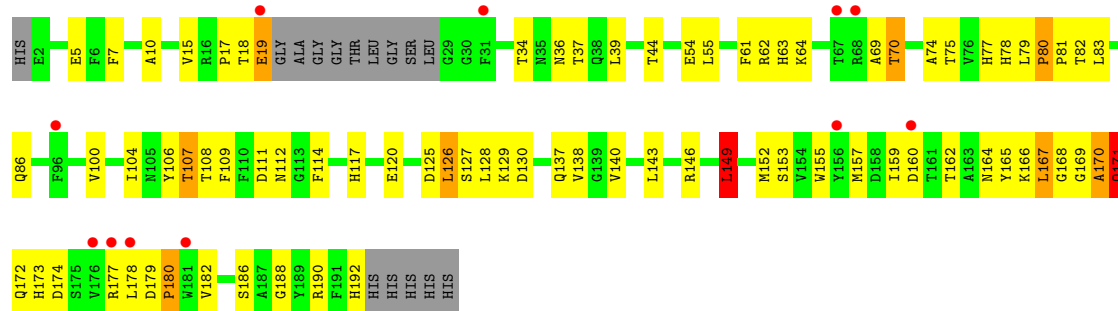 HIS E2 E5 F6 F7 A10 V15 R16 P17 T18 E19 GLY ALA GLY GLY THR LEU GLY SER LEU G29 G30 F31 T34 N35 N36 T37 Q38 L39 T44 E54 L55 F61 R62 H63 K64 T67 R68 A69 T70 A74 T75 V76 H77 H78 L79 P80 P81 T82 L83
Q86 F96 V100 I104 N105 Y106 T107 T108 F109 F110 D111 N112 G113 F114 H117 E120 D125 L126 S127 L128 K129 D130 Q137 V138 G139 V140 L143 R146 L149 M152 S153 V154 W155 Y156 M157 D158 I159 D160 T161 T162 A163 N164 Y165 K166 L167 G168 G169 A170
Q172 H173 D174 S175 V176 R177 L178 D179 P180 W181 V182 S186 A187 G188 Y189 R190 F191 H192 HIS HIS HIS HIS HIS